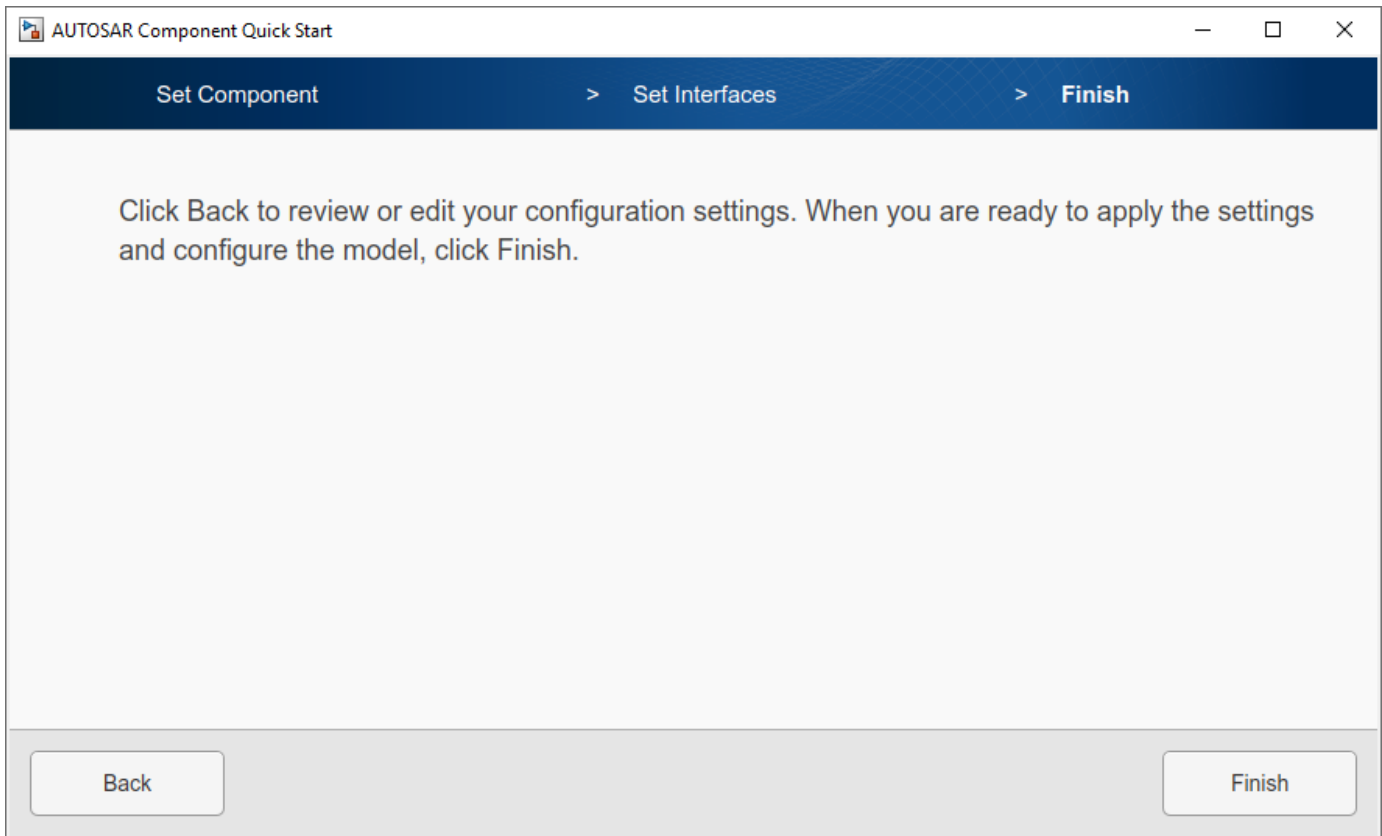 AUTOSAR Component Quick Start
Set Component > Set Interfaces > Finish
Click Back to review or edit your configuration settings. When you are ready to apply the settings
and configure the model, click Finish.
Back Finish